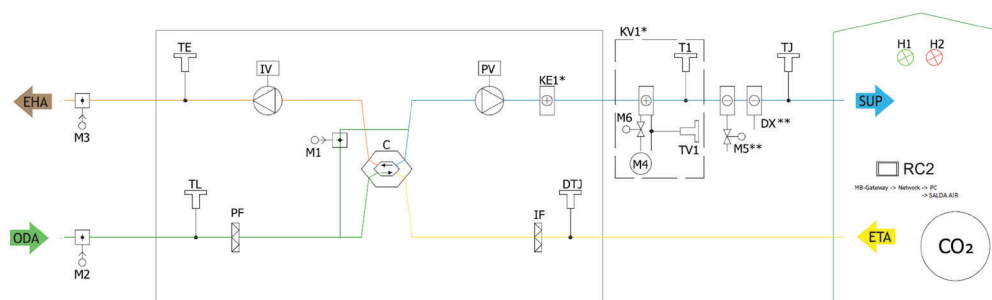 KV1*
TE
IV
PV
KE1*
T1
TJ
H1
H2
EHA
M3
M1
C
M6
M4
TV1
M5**
DX**
SUP
TL
PF
DTJ
IF
RC2
MB-Gateway -> Network -> PC
-> SALDA AIR
ODA
M2
ETA
CO₂